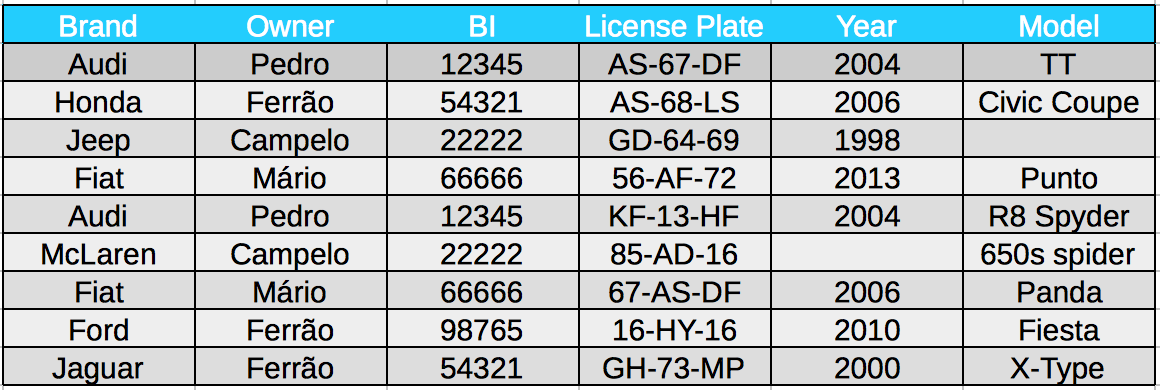 Brand Owner BI License Plate Year Model
Audi Pedro 12345 AS-67-DF 2004 TT
Honda Ferrão 54321 AS-68-LS 2006 Civic Coupe
Jeep Campelo 22222 GD-64-69 1998
Fiat Mário 66666 56-AF-72 2013 Punto
Audi Pedro 12345 KF-13-HF 2004 R8 Spyder
McLaren Campelo 22222 85-AD-16 650s spider
Fiat Mário 66666 67-AS-DF 2006 Panda
Ford Ferrão 98765 16-HY-16 2010 Fiesta
Jaguar Ferrão 54321 GH-73-MP 2000 X-Type